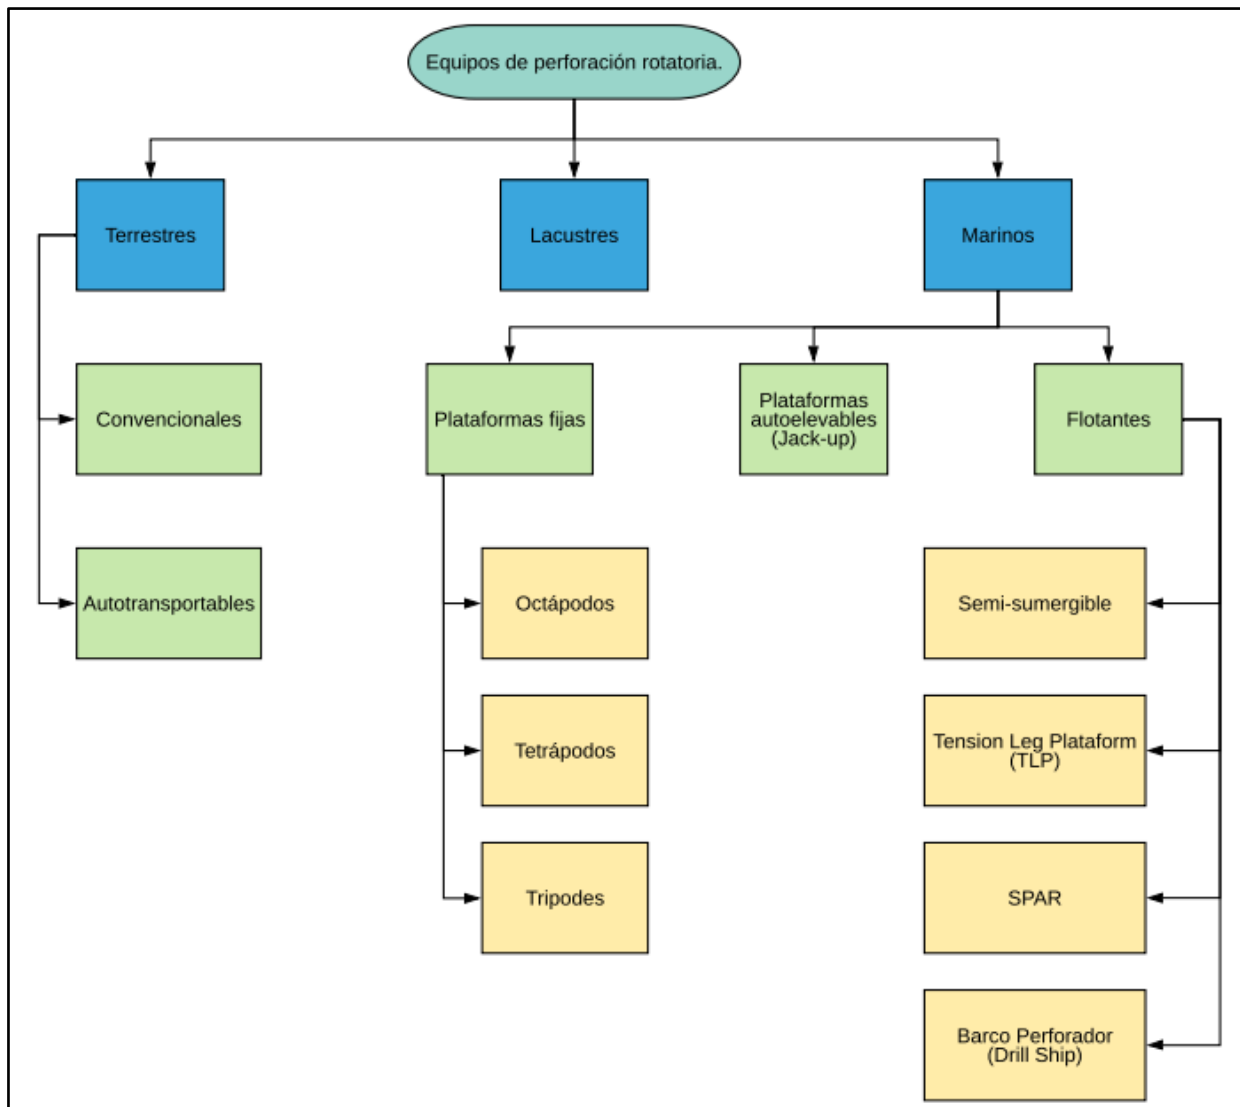 Equipos de perforación rotatoria.
Terrestres
Lacustres
Marinos
Convencionales
Plataformas fijas
Plataformas
autoelevables
(Jack-up)
Flotantes
Autotransportables
Octápodos
Semi-sumergible
Tetrápodos
Tension Leg Plataform
(TLP)
Tripodes
SPAR
Barco Perforador
(Drill Ship)